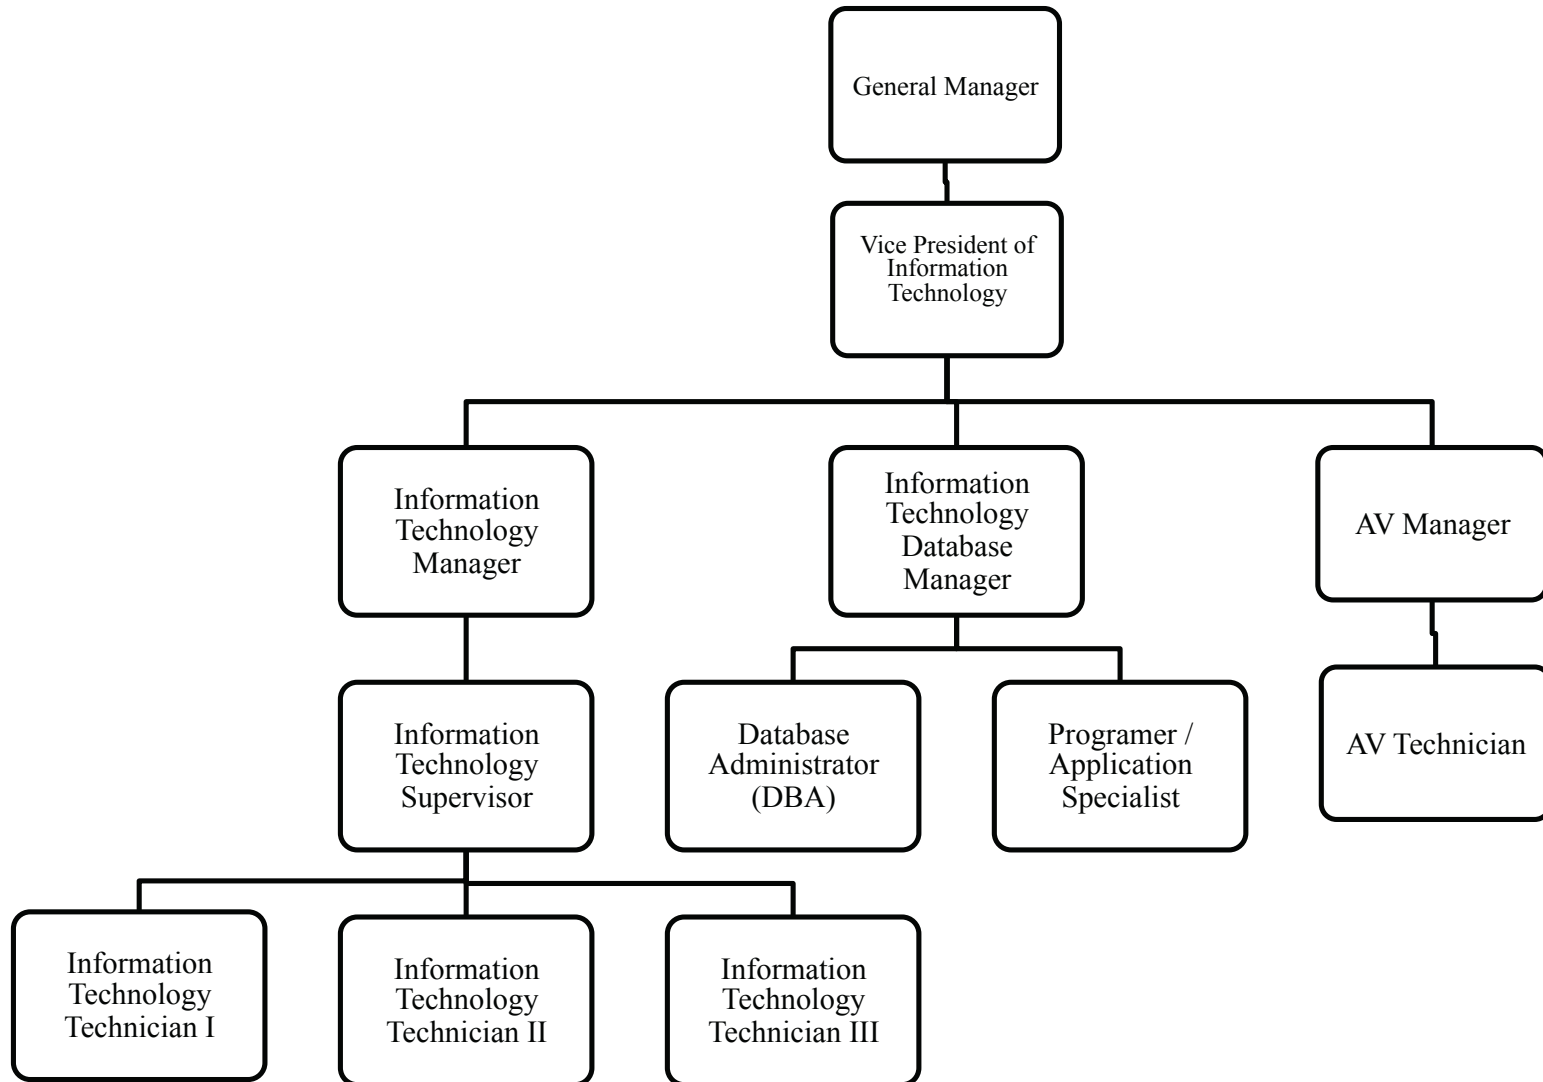 General Manager
Vice President of
Information
Technology
Information
Technology
Manager
Information
Technology
Database
Manager
AV Manager
Information
Technology
Supervisor
Database
Administrator
(DBA)
Programer /
Application
Specialist
AV Technician
Information
Technology
Technician I
Information
Technology
Technician II
Information
Technology
Technician III